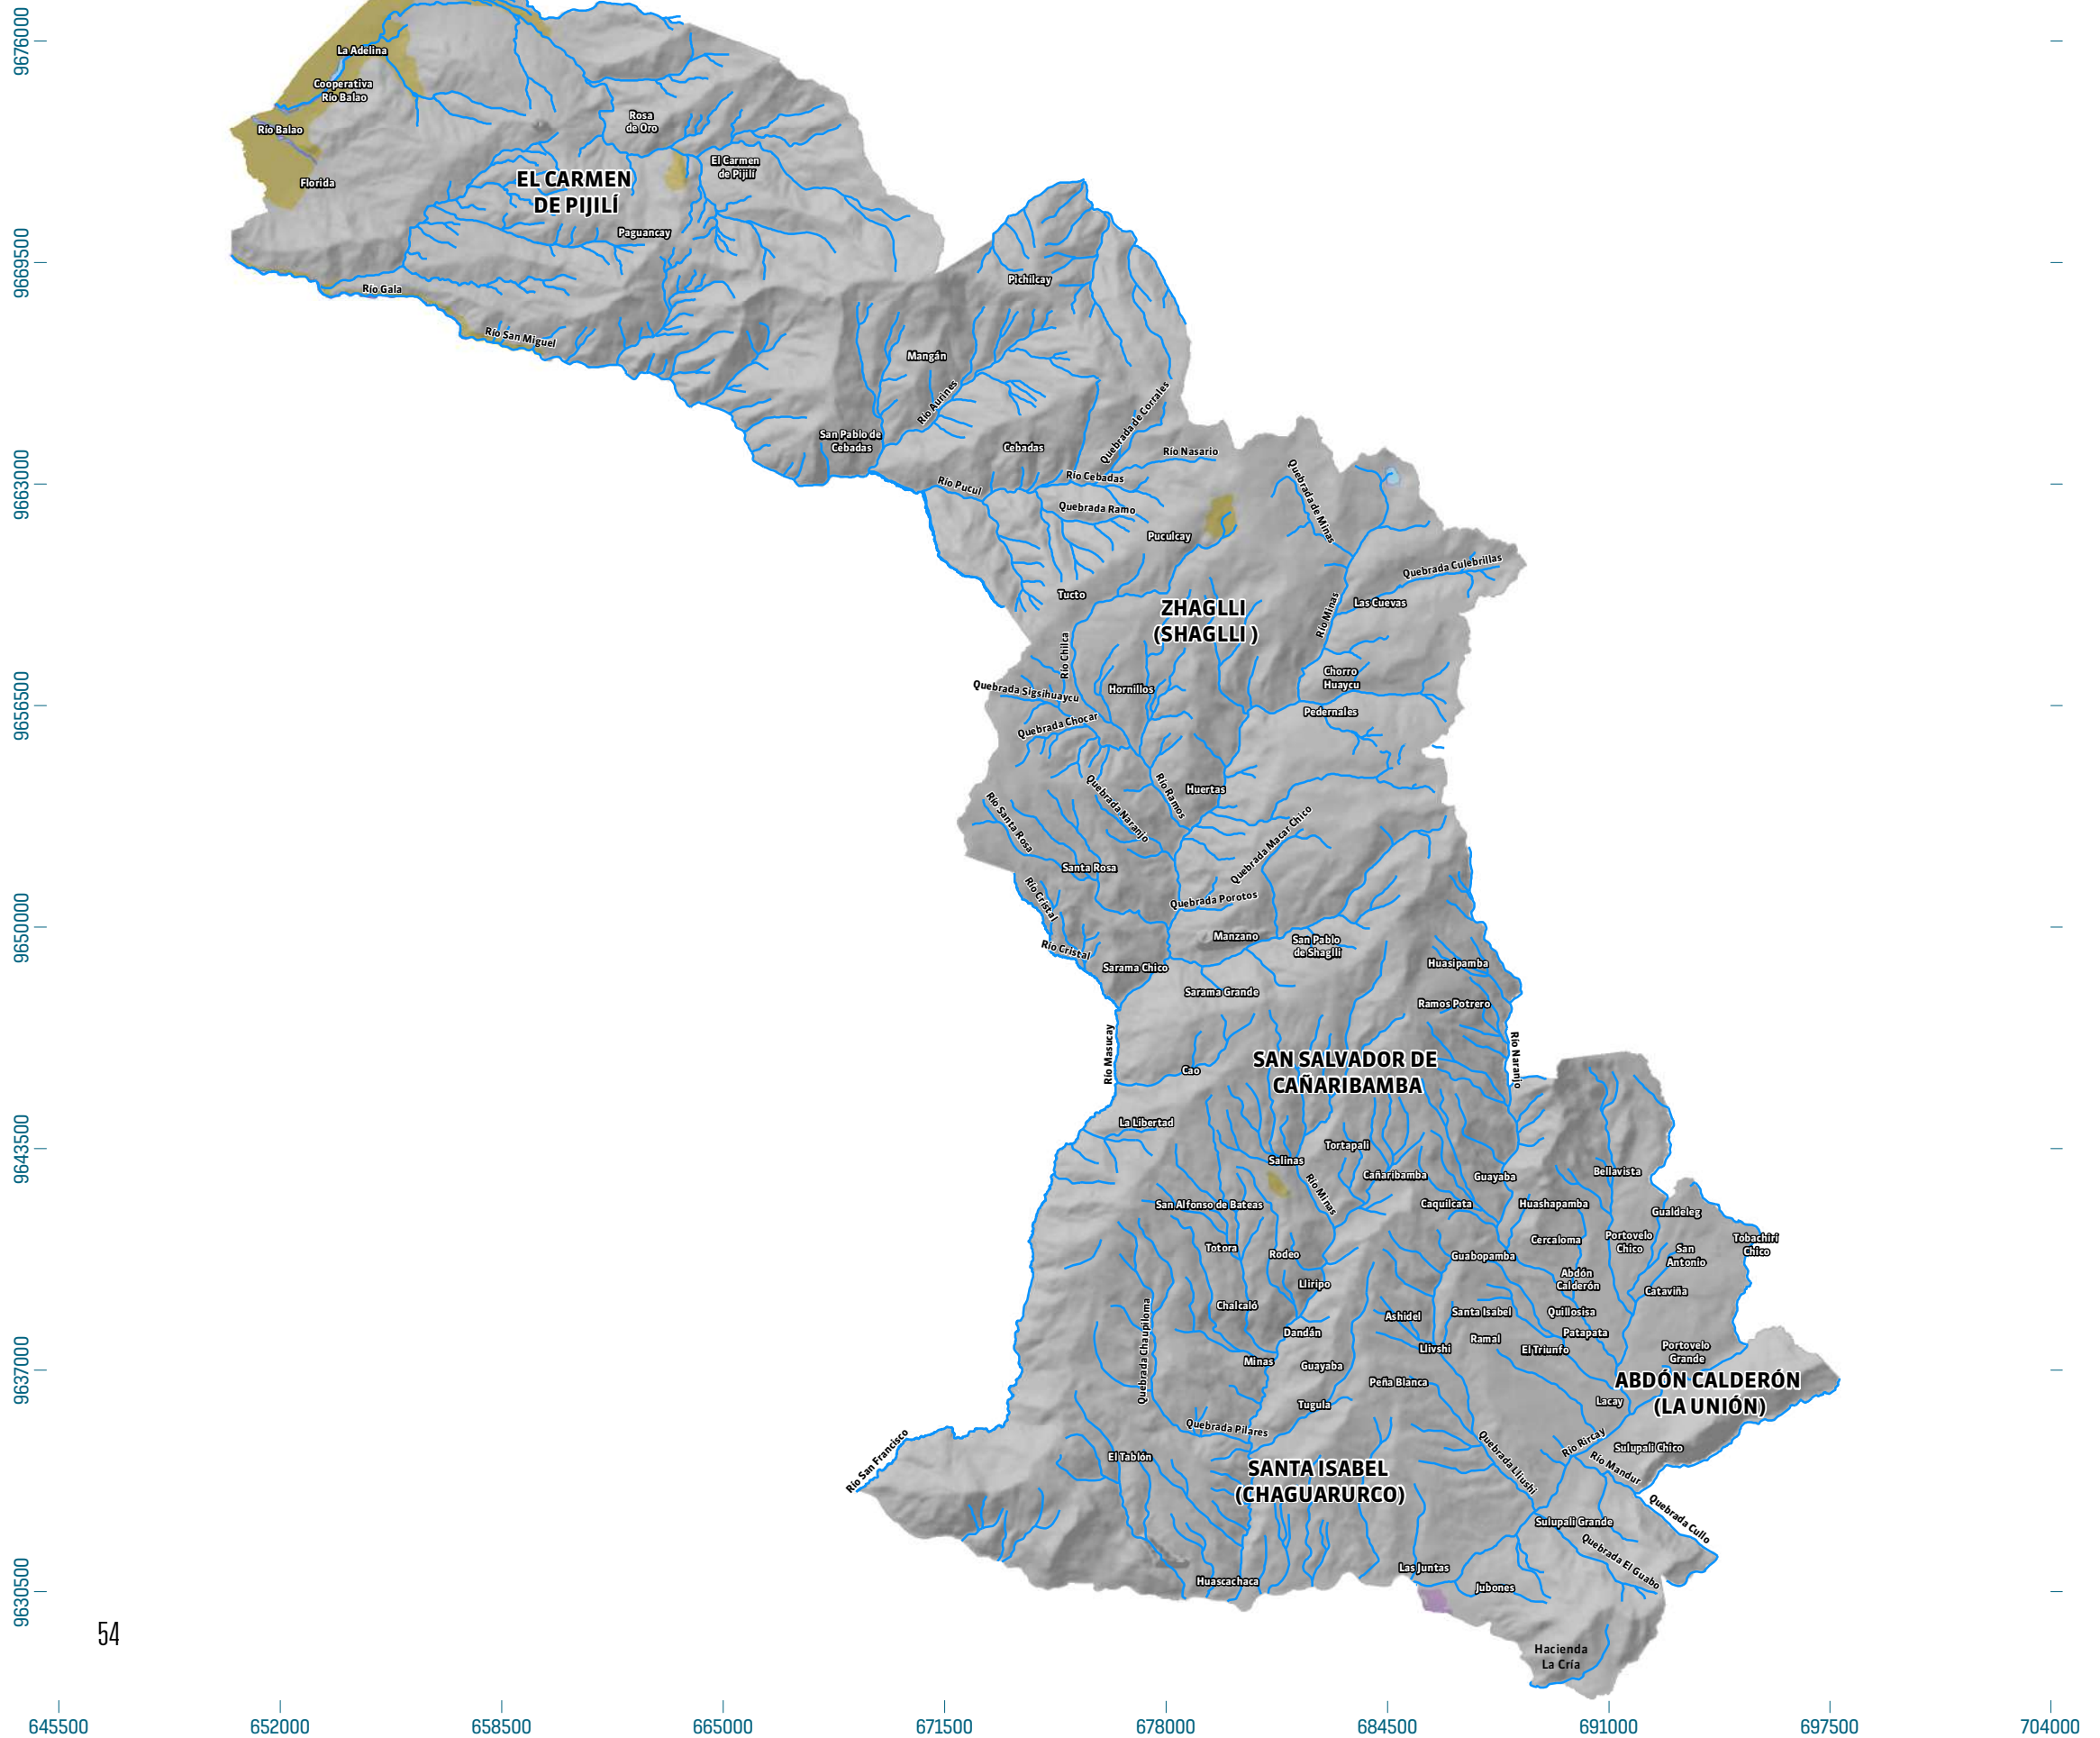 9676000
La Adelina
Cooperativa
Río Balao
Río Balao
Florida
Rosa
de Oro
El Carmen
de Pijilí
EL CARMEN
DE PIJILÍ
Paguancay
9669500
Río Gala
Río San Miguel
Pichilcay
Mangán
Río Aurines
Quebrada de Corrales
San Pablo de
Cebadas
Cebadas
Río Nasario
Río Cebadas
Río Pucul
9663000
Quebrada Ramo
Quebrada de Minas
Puculcay
Quebrada Culebrillas
Tucto
Las Cuevas
ZHAGLLI
(SHAGLLI )
Río Minas
Río Chilca
Chorro
Huaycu
Quebrada Sigsihuaycu
Hornillos
9656500
Pedernales
Quebrada Chocar
Huertas
Río Ramos
Quebrada Naranjo
Río Santa Rosa
Quebrada Macar Chico
Santa Rosa
Río Cristal
Quebrada Porotos
9650000
Manzano
San Pablo
de Shaglli
Río Cristal
Sarama Chico
Huasipamba
Sarama Grande
Ramos Potrero
Río Masucay
Río Naranjo
Cao
SAN SALVADOR DE
CAÑARIBAMBA
La Libertad
9643500
Tortapali
Salinas
Cañaribamba
Guayaba
Bellavista
Río Minas
San Alfonso de Bateas
Caquilcata
Huashapamba
Gualdeleg
Totora
Rodeo
Guabopamba
Cercaloma
Portovelo
Chico
San
Antonio
Tobachirí
Chico
Lliripo
Abdón
Calderón
Cataviña
Chalcaló
Ashidel
Santa Isabel
Quillosisa
Quebrada Chaupiloma
Dandán
Ramal
Patapata
Llivshi
El Triunfo
Portovelo
Grande
9637000
Minas
Guayaba
Peña Blanca
ABDÓN CALDERÓN
(LA UNIÓN)
Tugula
Lacay
Quebrada Pilares
Río San Francisco
El Tablón
Río Rircay
Sulupali Chico
SANTA ISABEL
(CHAGUARURCO)
Quebrada Lliushi
Río Mandur
Quebrada Cullo
Sulupali Grande
Quebrada El Guabo
Las Juntas
Huascachaca
Jubones
9630500
54
Hacienda
La Cría
645500 652000 658500 665000 671500 678000 684500 691000 697500 704000